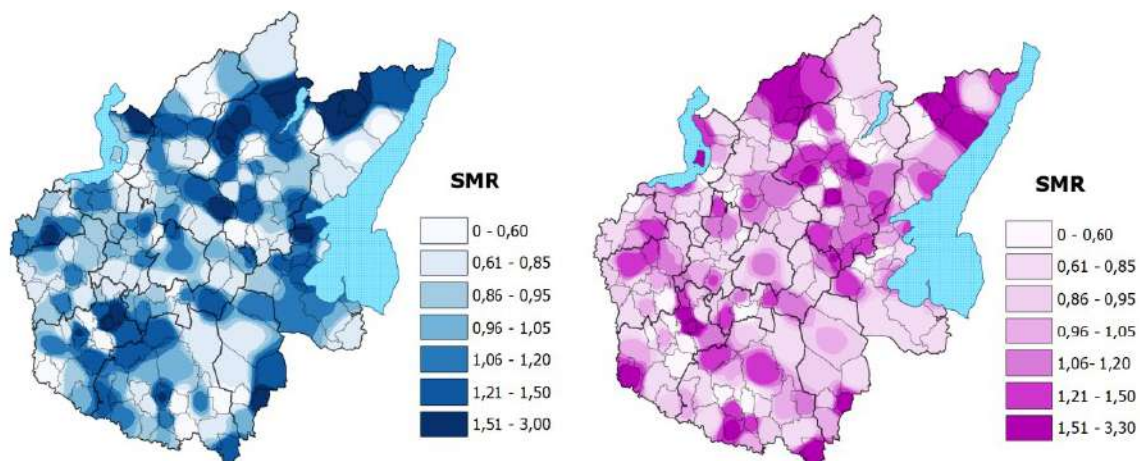 SMR
0 - 0,60
0,61 - 0,85
0,86 - 0,95
0,96 - 1,05
1,06 - 1,20
1,21 - 1,50
1,51 - 3,00
SMR
0 - 0,60
0,61 - 0,85
0,86 - 0,95
0,96 - 1,05
1,06- 1,20
1,21 - 1,50
1,51 - 3,30